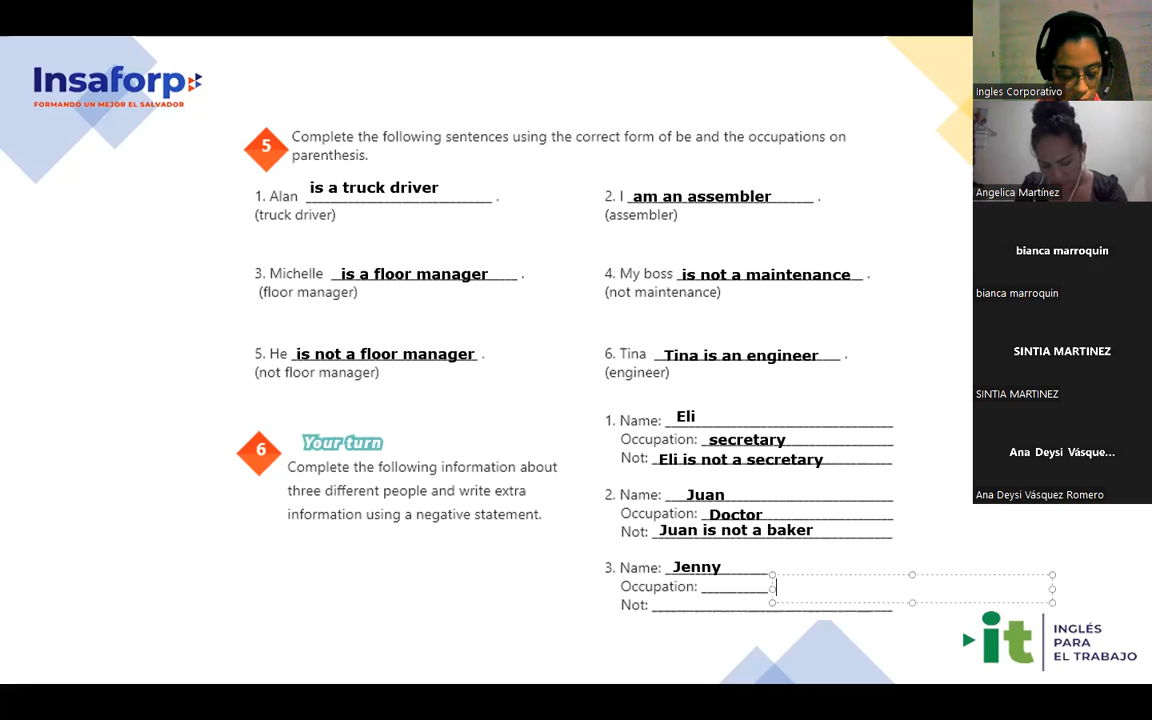 Insaforp
FORMANDO UN MEJOR EL SALVADOR
5
Complete the following sentences using the correct form of be and the occupations on
parenthesis.
1. Alan is a truck driver .
(truck driver)
2. I am an assembler .
(assembler)
3. Michelle is a floor manager .
(floor manager)
4. My boss is not a maintenance .
(not maintenance)
5. He is not a floor manager .
(not floor manager)
6. Tina Tina is an engineer .
(engineer)
6
Your turn
Complete the following information about
three different people and write extra
information using a negative statement.
1. Name: Eli
Occupation: secretary
Not: Eli is not a secretary
2. Name: Juan
Occupation: Doctor
Not: Juan is not a baker
3. Name: Jenny
Occupation:
Not:
it
INGLÉS
PARA
EL TRABAJO
Ingles Corporativo
Angelica Martínez
bianca marroquin
bianca marroquin
SINTIA MARTINEZ
SINTIA MARTINEZ
Ana Deysi Vásque...
Ana Deysi Vásquez Romero